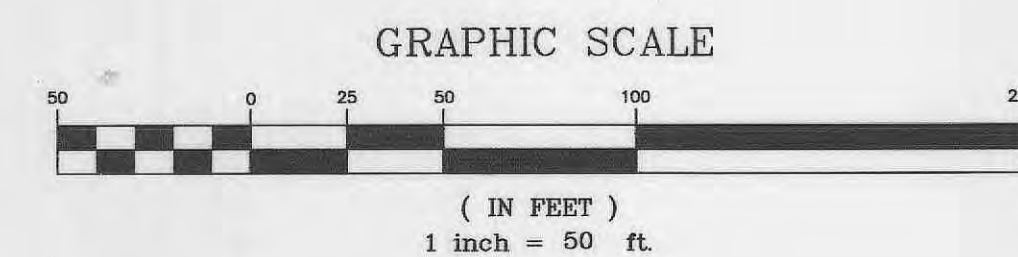 GRAPHIC SCALE
50 0 25 50 100
( IN FEET )
1 inch = 50 ft.